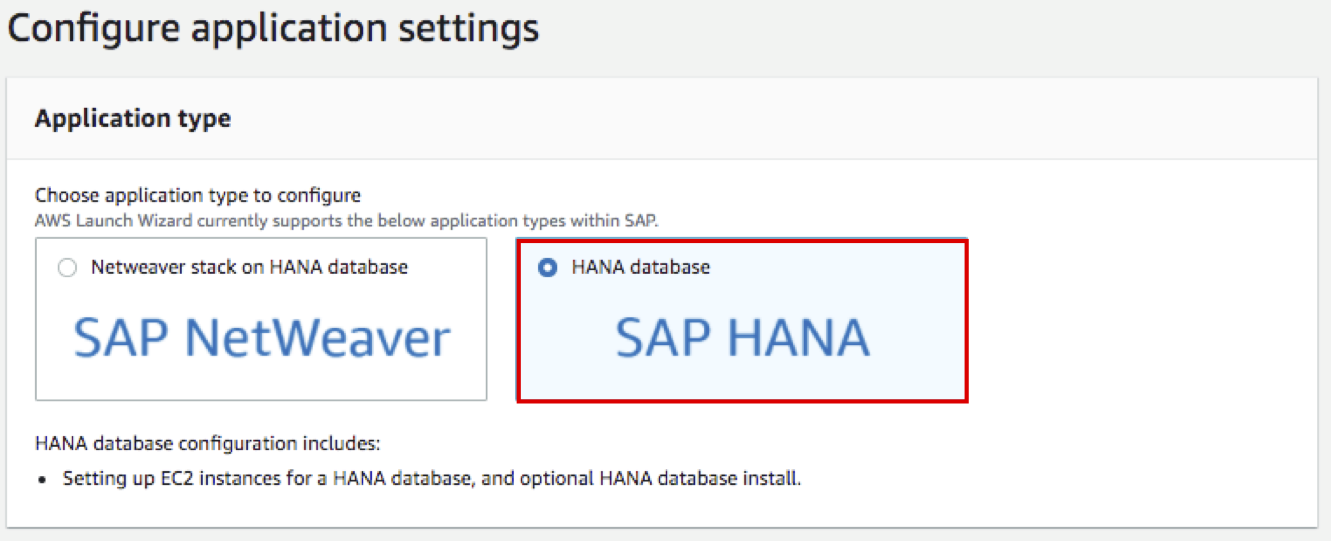 Configure application settings
Application type
Choose application type to configure
AWS Launch Wizard currently supports the below application types within SAP.
Netweaver stack on HANA database
SAP NetWeaver
HANA database
SAP HANA
HANA database configuration includes:
• Setting up EC2 instances for a HANA database, and optional HANA database install.